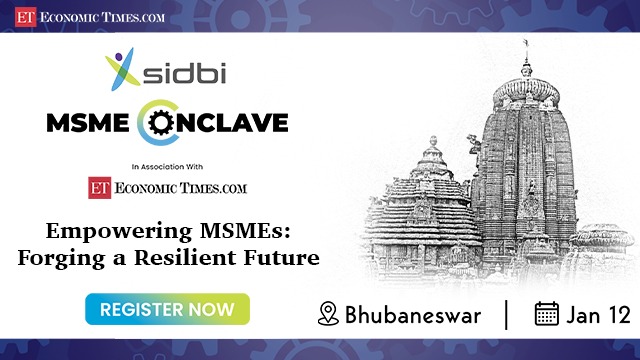 ET ECONOMIC TIMES.COM
sidbi
MSME CONCLAVE
In Association With
ET ECONOMIC TIMES.COM
Empowering MSMEs:
Forging a Resilient Future
REGISTER NOW
Bhubaneswar | Jan 12